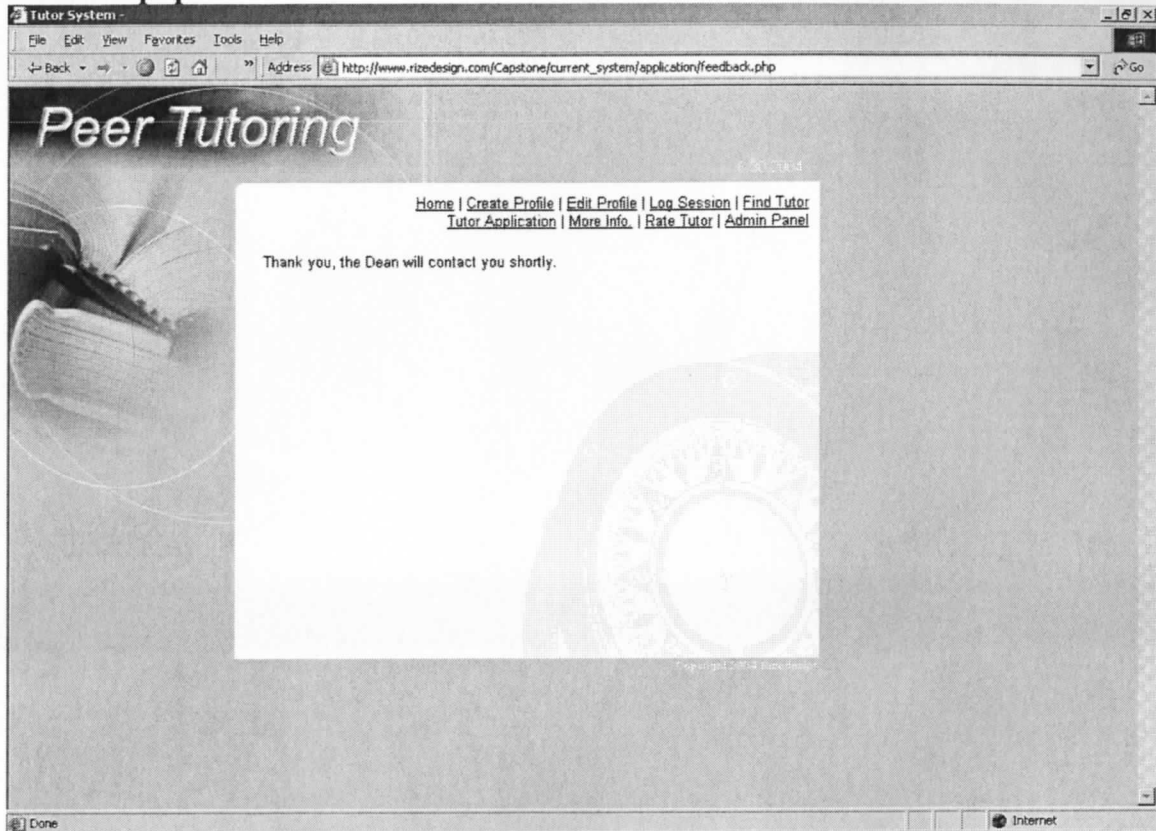 Tutor System -
File Edit View Favorites Tools Help
Back » Address http://www.rizedesign.com/Capstone/current_system/application/feedback.php Go
Peer Tutoring
Home | Create Profile | Edit Profile | Log Session | Find Tutor
Tutor Application | More Info. | Rate Tutor | Admin Panel
Thank you, the Dean will contact you shortly.
2004 Rizedesign
Done Internet